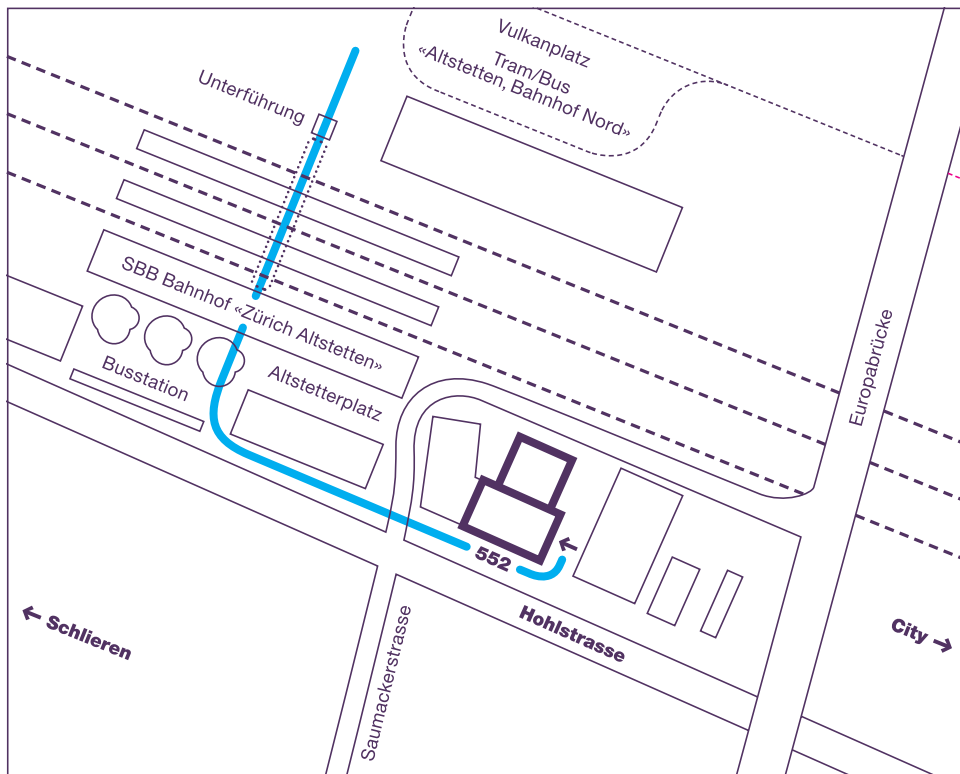 Vulkanplatz
Tram/Bus
«Altstetten, Bahnhof Nord»
Unterführung
SBB Bahnhof «Zürich Altstetten»
Busstation
Altstetterplatz
Europabrücke
552
Hohlstrasse
← Schlieren
City →
Saumackerstrasse